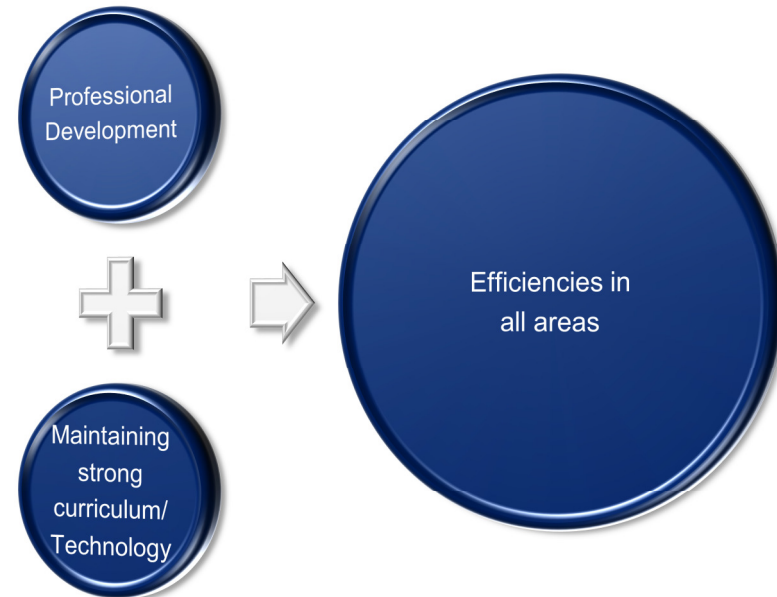 Professional
Development
Maintaining
strong
curriculum/
Technology
Efficiencies in
all areas